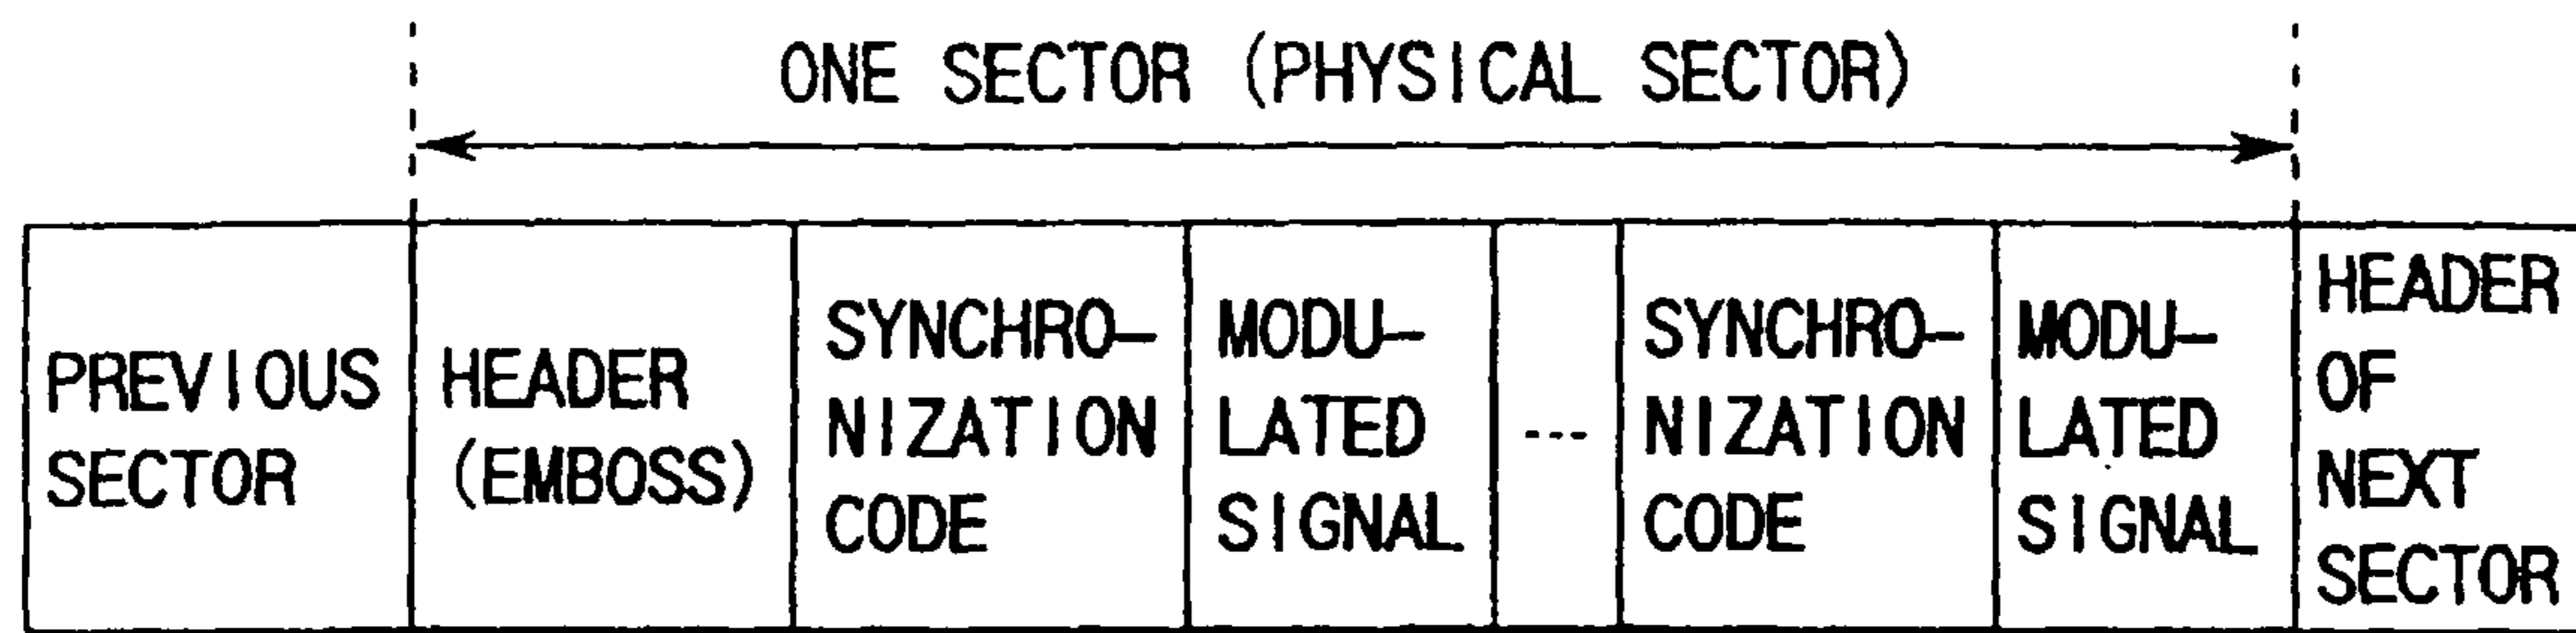 ONE SECTOR (PHYSICAL SECTOR)
PREVIOUS
SECTOR
HEADER
(EMBOSS)
SYNCHRO-
NIZATION
CODE
MODU-
LATED
SIGNAL
---
SYNCHRO-
NIZATION
CODE
MODU-
LATED
SIGNAL
HEADER
OF
NEXT
SECTOR